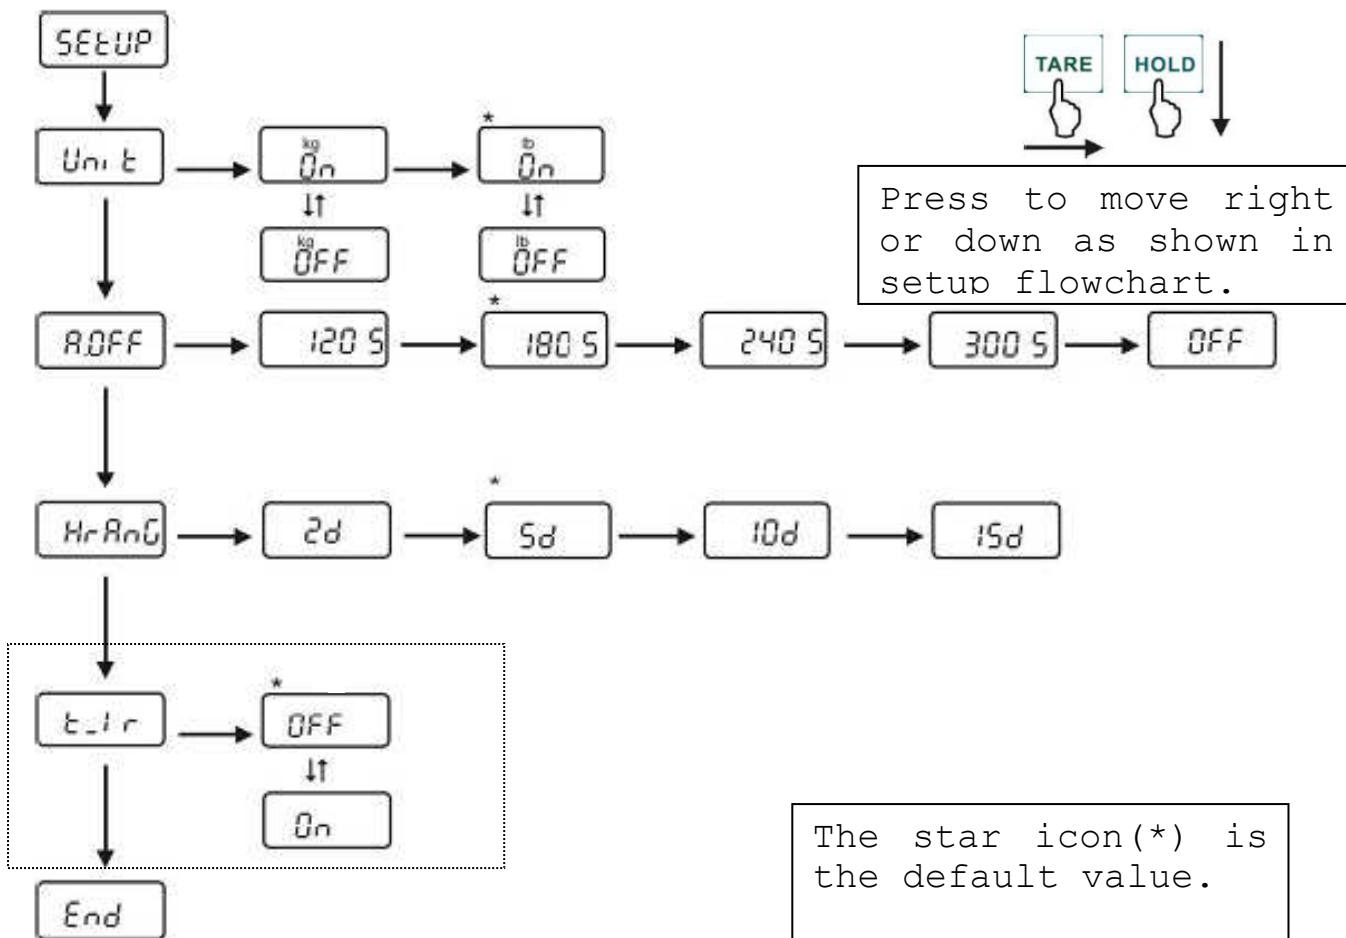 SEtUP
TARE HOLD
*
Unit kg On lb On
Press to move right
or down as shown in
setup flowchart.
kg OFF lb OFF
*
A.OFF 120 S 180 S 240 S 300 S OFF
*
HrAnG 2d 5d 10d 15d
*
t_Ir OFF
On
The star icon(*) is
the default value.
End